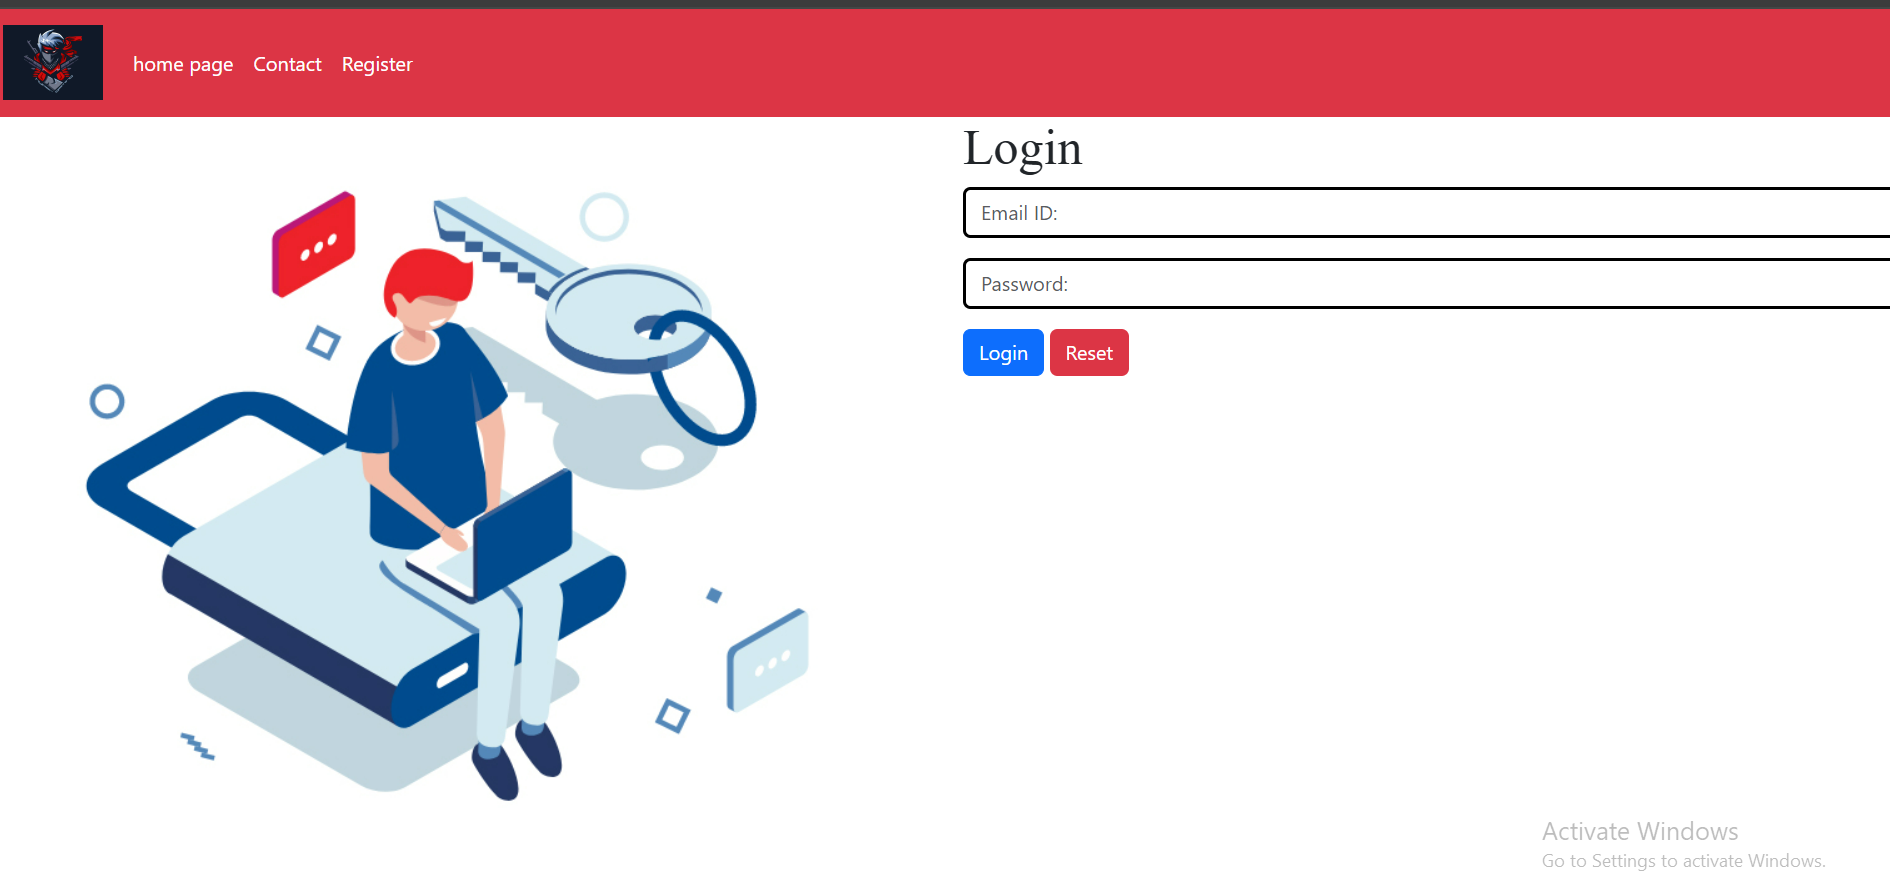 home page Contact Register
Login
Email ID:
Password:
Login Reset
Activate Windows
Go to Settings to activate Windows.